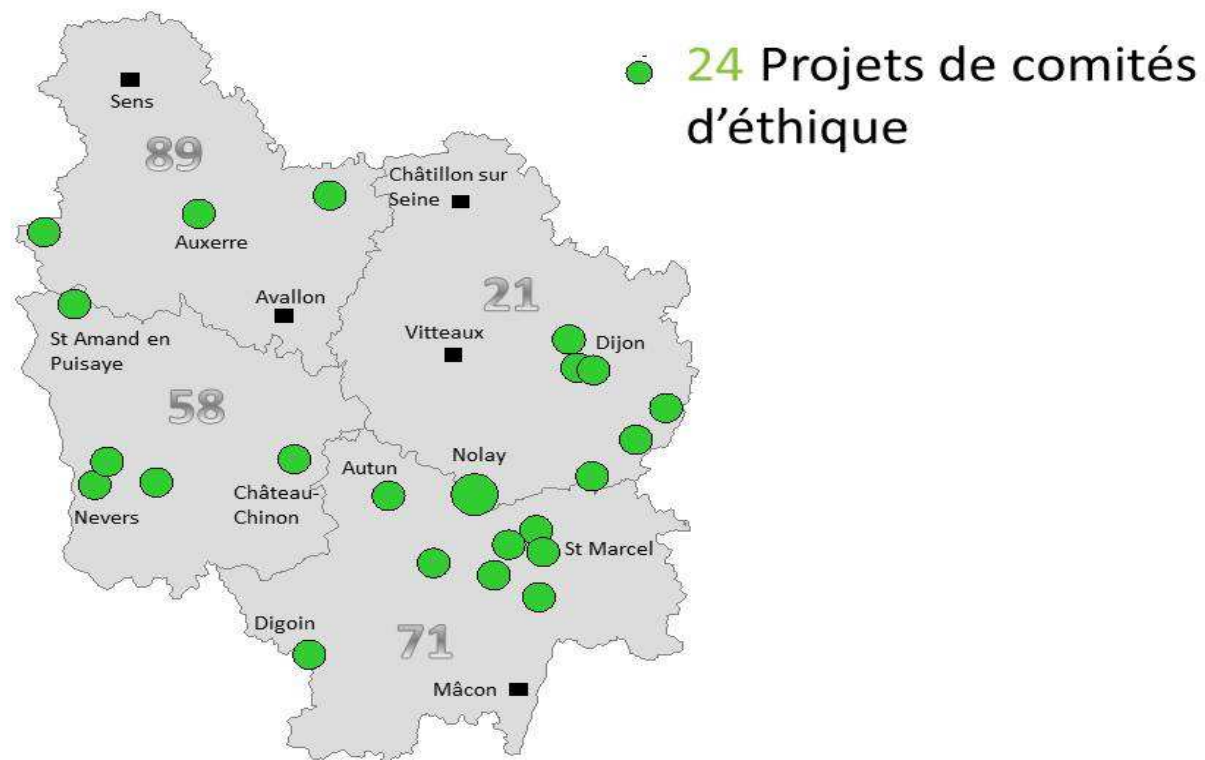 24 Projets de comités
d'éthique
Sens
89
Châtillon sur
Seine
Auxerre
21
Avallon
Vitteaux
Dijon
St Amand en
Puisaye
58
Nolay
Autun
Château-
Chinon
Nevers
St Marcel
Digoin
71
Mâcon